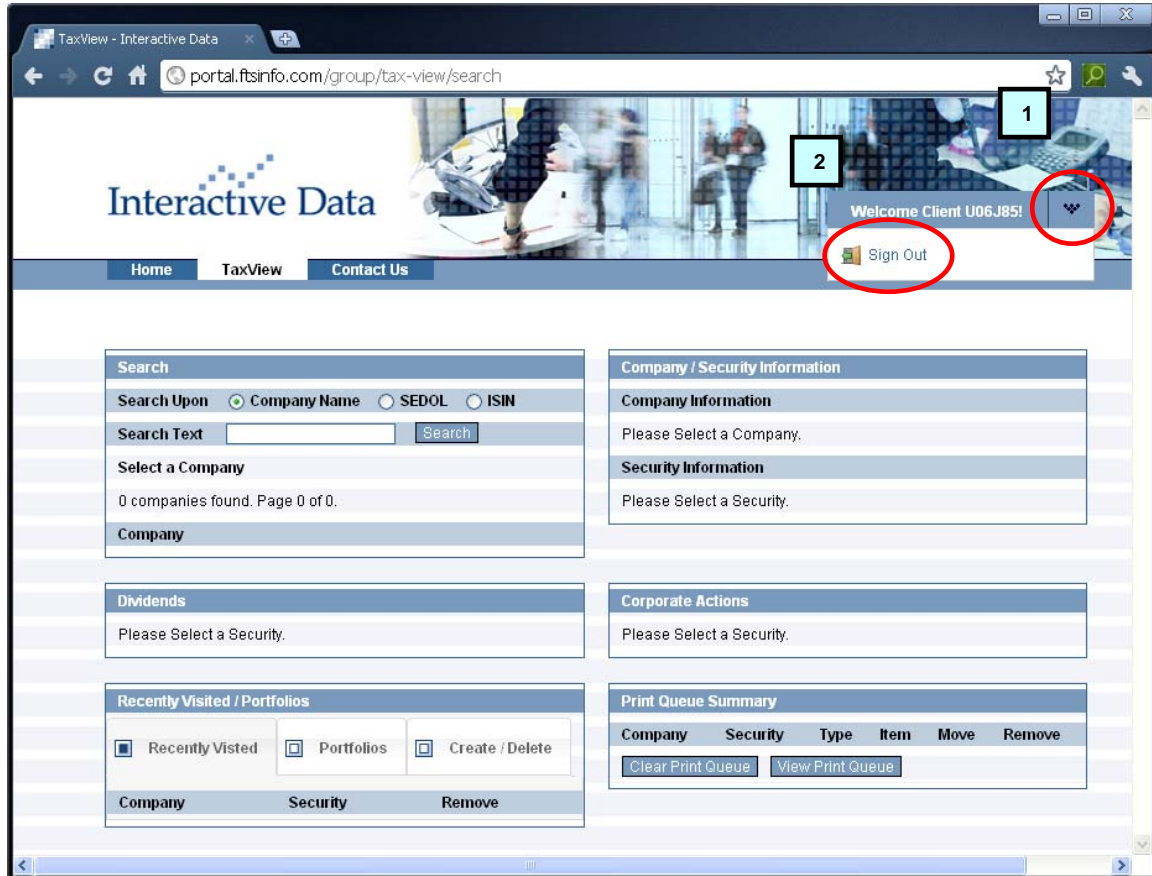 TaxView - Interactive Data
portal.ftsinfo.com/group/tax-view/search
1
2
Interactive Data
Welcome Client U06J85!
Sign Out
Home TaxView Contact Us
Search
Search Upon Company Name SEDOL ISIN
Search Text Search
Select a Company
0 companies found. Page 0 of 0.
Company
Company / Security Information
Company Information
Please Select a Company.
Security Information
Please Select a Security.
Dividends
Please Select a Security.
Corporate Actions
Please Select a Security.
Recently Visited / Portfolios
Recently Visted Portfolios Create / Delete
Company Security Remove
Print Queue Summary
Company Security Type Item Move Remove
Clear Print Queue View Print Queue